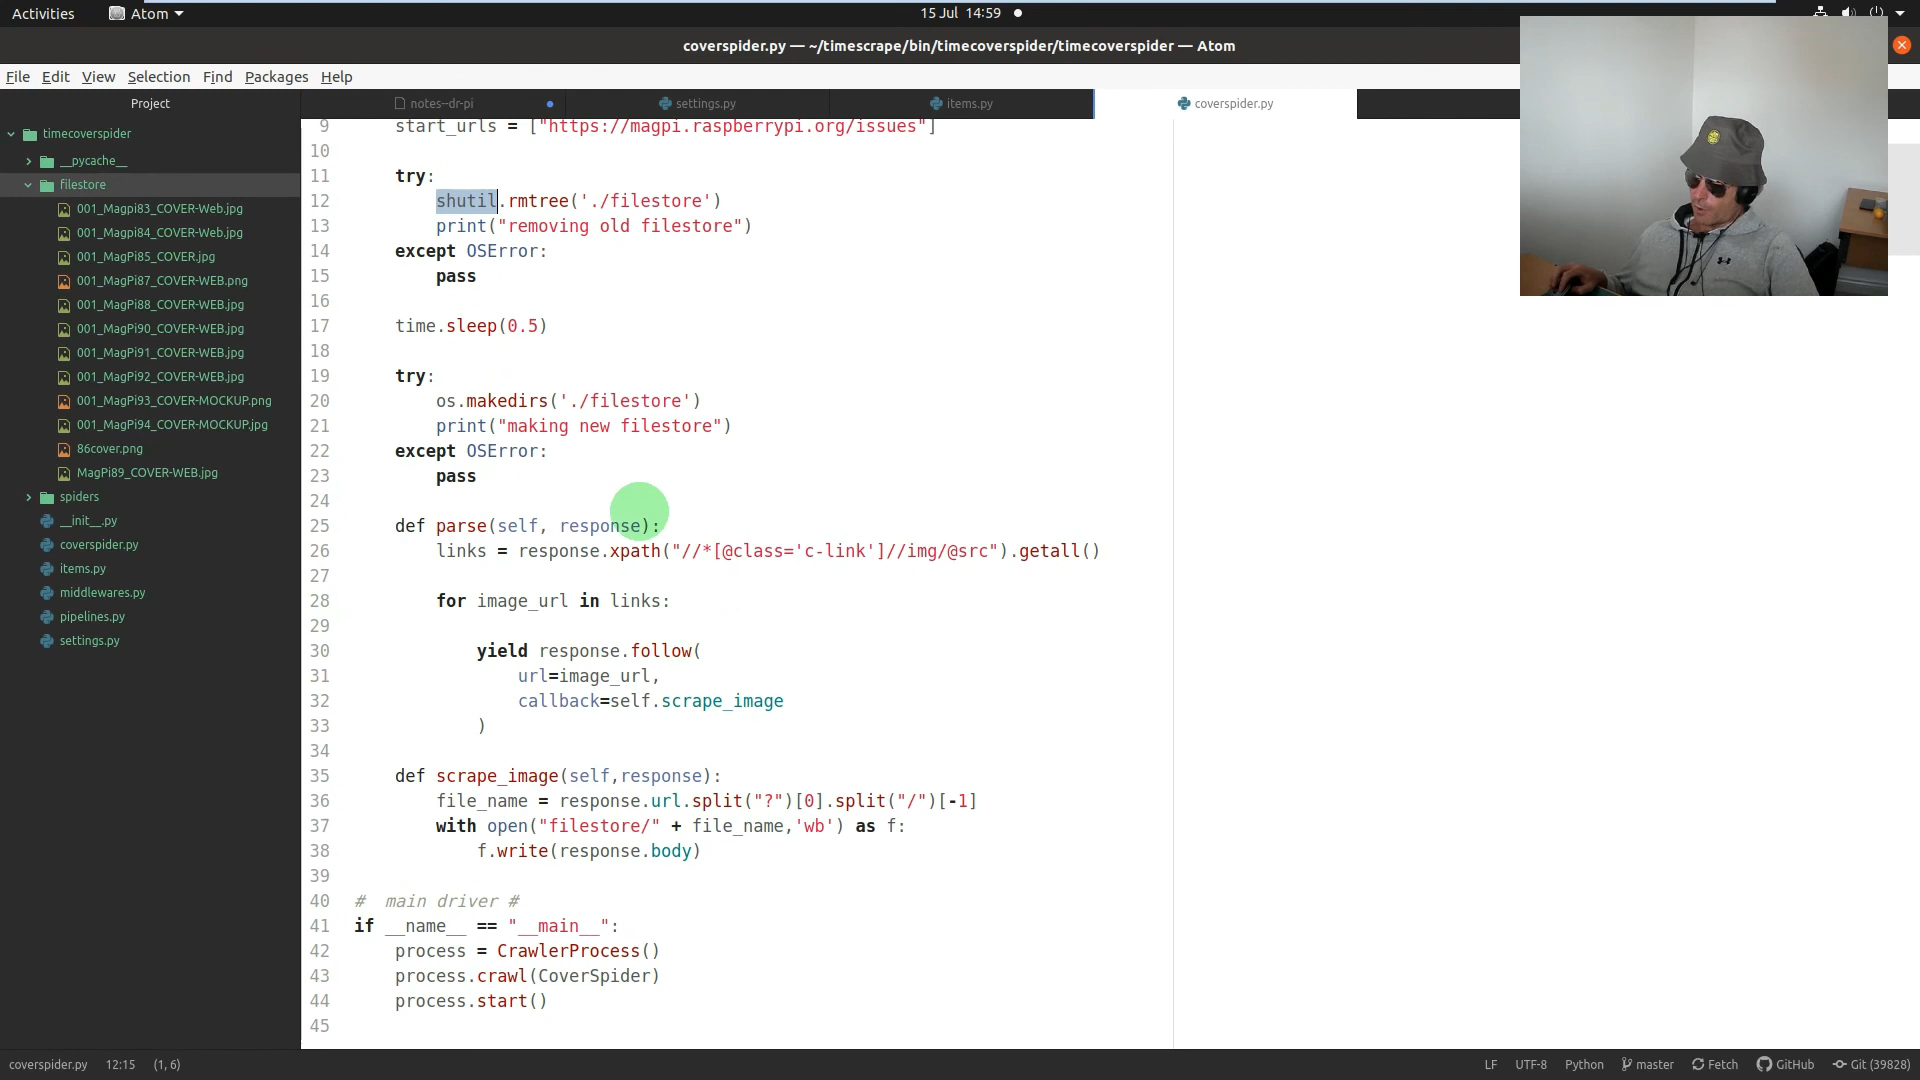 Activities
Atom
15 Jul 14:59
coverspider.py — ~/timescrape/bin/timecoverspider/timecoverspider — Atom
File Edit View Selection Find Packages Help
Project
notes--dr-pi
settings.py
items.py
coverspider.py
timecoverspider
__pycache__
filestore
001_Magpi83_COVER-Web.jpg
001_Magpi84_COVER-Web.jpg
001_Magpi85_COVER.jpg
001_MagPi87_COVER-WEB.png
001_MagPi88_COVER-WEB.jpg
001_MagPi90_COVER-WEB.jpg
001_MagPi91_COVER-WEB.jpg
001_MagPi92_COVER-WEB.jpg
001_MagPi93_COVER-MOCKUP.png
001_MagPi94_COVER-MOCKUP.jpg
86cover.png
MagPi89_COVER-WEB.jpg
spiders
__init__.py
coverspider.py
items.py
middlewares.py
pipelines.py
settings.py
9 start_urls = ["https://magpi.raspberrypi.org/issues"]
10
11 try:
12 shutil.rmtree('./filestore')
13 print("removing old filestore")
14 except OSError:
15 pass
16
17 time.sleep(0.5)
18
19 try:
20 os.makedirs('./filestore')
21 print("making new filestore")
22 except OSError:
23 pass
24
25 def parse(self, response):
26 links = response.xpath("//*[@class='c-link']//img/@src").getall()
27
28 for image_url in links:
29
30 yield response.follow(
31 url=image_url,
32 callback=self.scrape_image
33 )
34
35 def scrape_image(self,response):
36 file_name = response.url.split("?")[0].split("/")[-1]
37 with open("filestore/" + file_name,'wb') as f:
38 f.write(response.body)
39
40 #  main driver #
41 if __name__ == "__main__":
42 process = CrawlerProcess()
43 process.crawl(CoverSpider)
44 process.start()
45
coverspider.py 12:15 (1, 6)
LF UTF-8 Python master Fetch GitHub Git (39828)